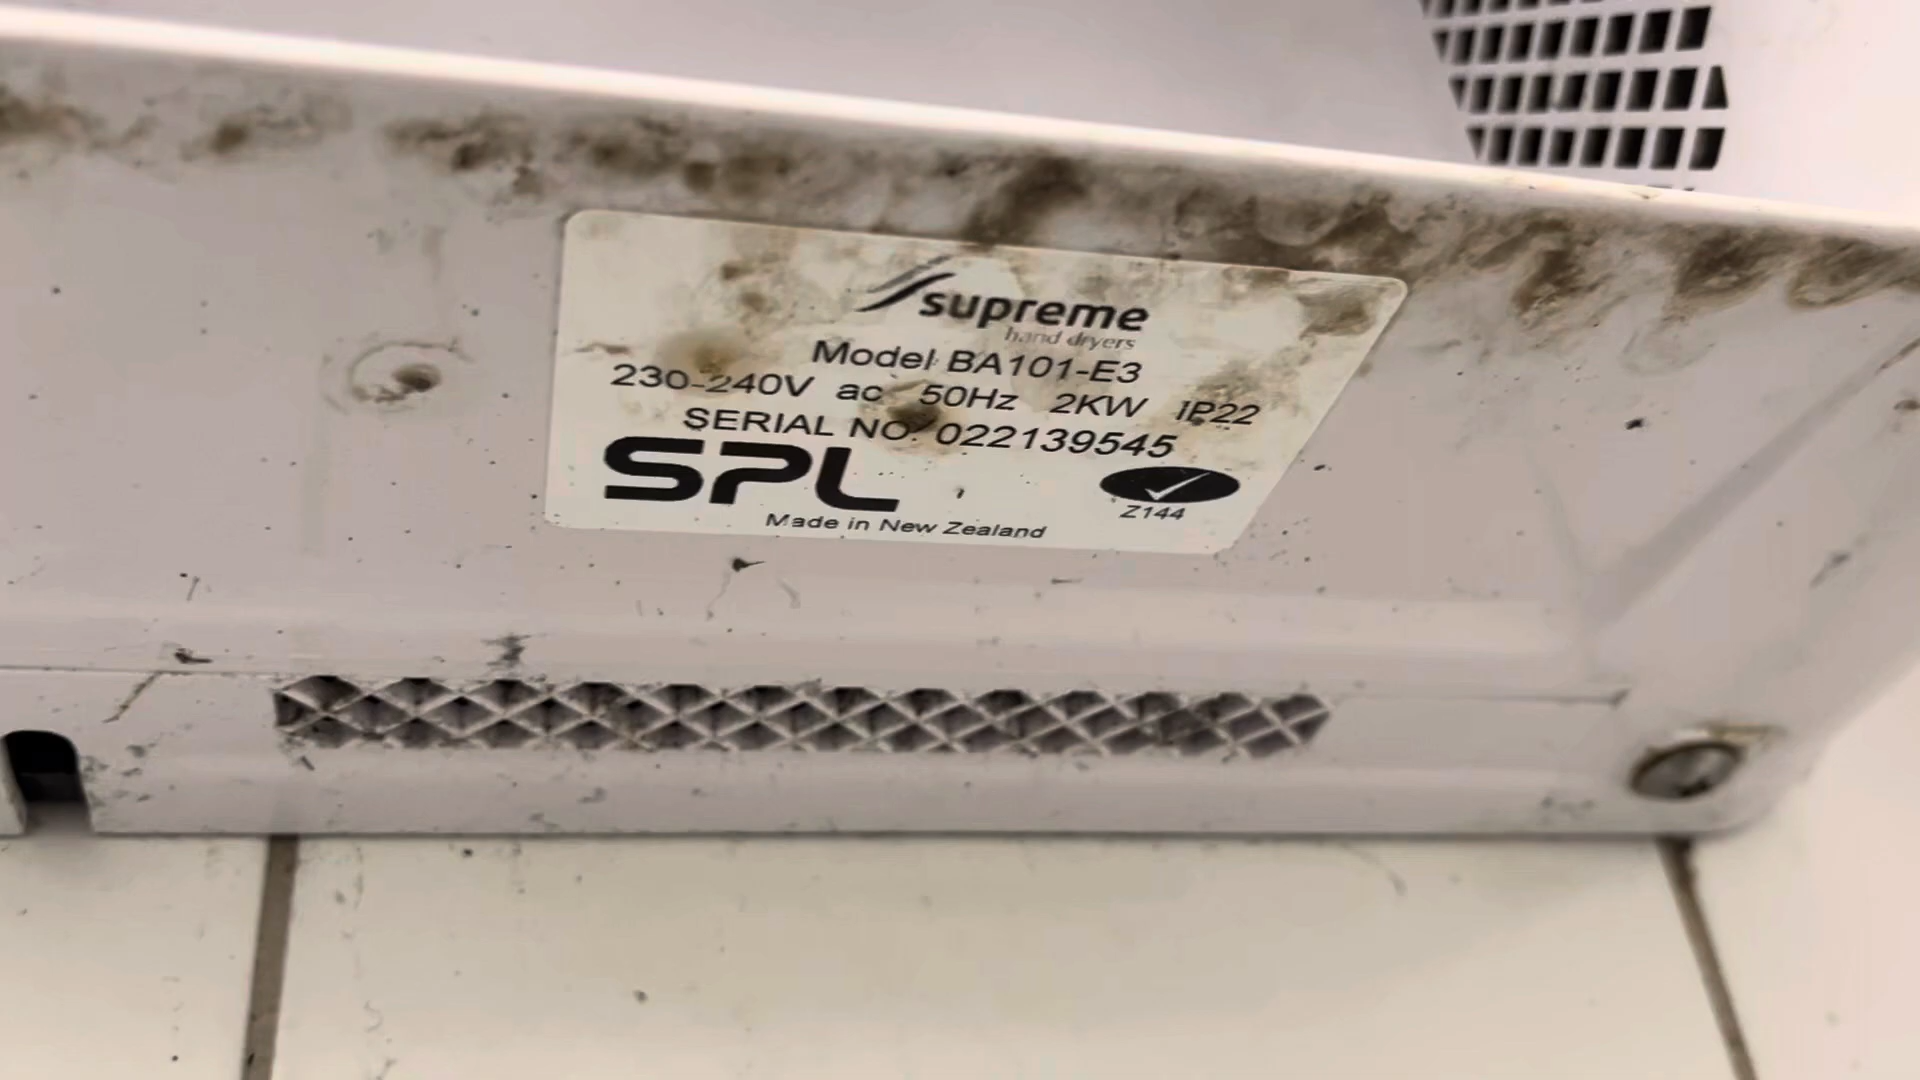 supreme
hand dryers
Model BA101-E3
230-240V ac 50Hz 2KW IP22
SERIAL NO. 022139545
SPL
Z144
Made in New Zealand